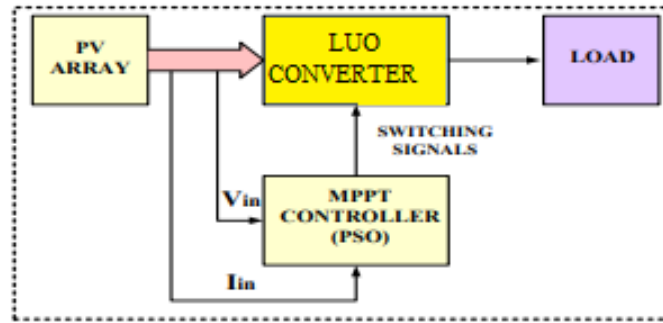 PV
ARRAY
LUO
CONVERTER
LOAD
SWITCHING
SIGNALS
Vin
MPPT
CONTROLLER
(PSO)
Iin